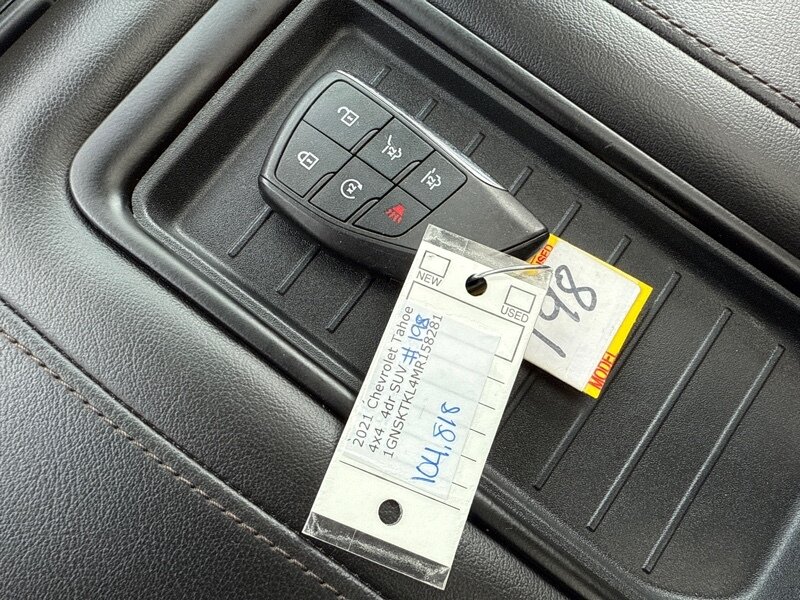 NEW
USED
2021 Chevrolet Tahoe
4x4 4dr SUV #198
1GNSKTKL4MR158281
104,818
USED
198
MODEL